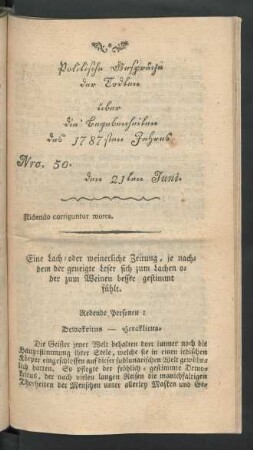 Politische Gespräche
der Todten
über
die Begebenheiten
des 1787sten Jahres
Nro. 50.
den 21ten Juni.
Ridendo corriguntur mores.
Eine Lach- oder weinerliche Zeitung, je nach-
dem der geneigte Leser sich zum Lachen o-
der zum Weinen besser gestimmt
fühlt.
Redende Personen:
Demokritus — Heraklitus.
Die Geister jener Welt behalten dort immer noch die
Hauptstimmung ihrer Sele, welche sie in einen irdischen
Körper eingeschlossen auf dieser sublunarischen Welt gewöhn-
lich hatten. So pflegte der fröhlich-gestimmte Demo-
kritus, der nach vielen langen Reisen die manichfaltigen
Thorheiten der Menschen unter allerley Masken und Ge-